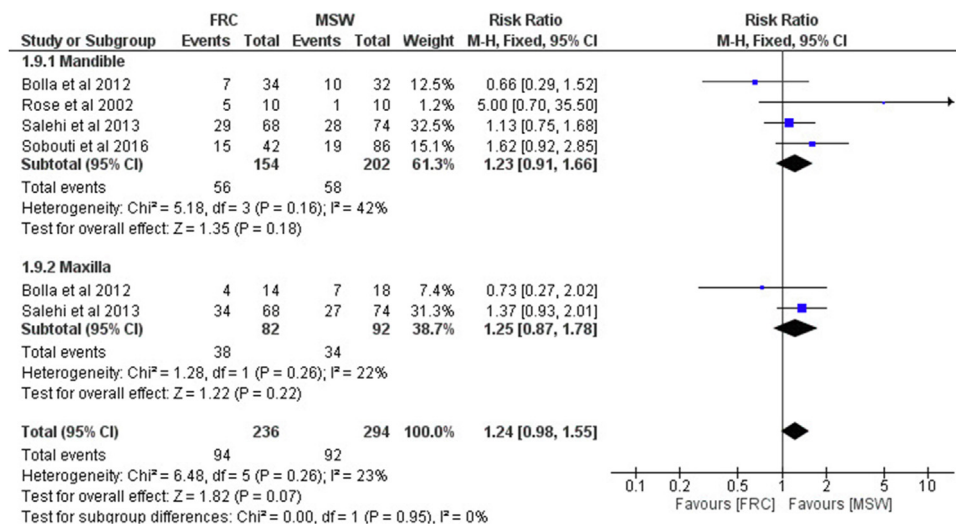 FRC MSW Risk Ratio Risk Ratio
Study or Subgroup Events Total Events Total Weight M-H, Fixed, 95% CI M-H, Fixed, 95% CI
1.9.1 Mandible
Bolla et al 2012 7 34 10 32 12.5% 0.66 [0.29, 1.52]
Rose et al 2002 5 10 1 10 1.2% 5.00 [0.70, 35.50]
Salehi et al 2013 29 68 28 74 32.5% 1.13 [0.75, 1.68]
Sobouti et al 2016 15 42 19 86 15.1% 1.62 [0.92, 2.85]
Subtotal (95% CI) 154 202 61.3% 1.23 [0.91, 1.66]
Total events 56 58
Heterogeneity: Chi² = 5.18, df = 3 (P = 0.16); I² = 42%
Test for overall effect: Z = 1.35 (P = 0.18)
1.9.2 Maxilla
Bolla et al 2012 4 14 7 18 7.4% 0.73 [0.27, 2.02]
Salehi et al 2013 34 68 27 74 31.3% 1.37 [0.93, 2.01]
Subtotal (95% CI) 82 92 38.7% 1.25 [0.87, 1.78]
Total events 38 34
Heterogeneity: Chi² = 1.28, df = 1 (P = 0.26); I² = 22%
Test for overall effect: Z = 1.22 (P = 0.22)
Total (95% CI) 236 294 100.0% 1.24 [0.98, 1.55]
Total events 94 92
Heterogeneity: Chi² = 6.48, df = 5 (P = 0.26); I² = 23%
Test for overall effect: Z = 1.82 (P = 0.07)
Test for subgroup differences: Chi² = 0.00, df = 1 (P = 0.95), I² = 0%
0.1 0.2 0.5 1 2 5 10
Favours [FRC] Favours [MSW]